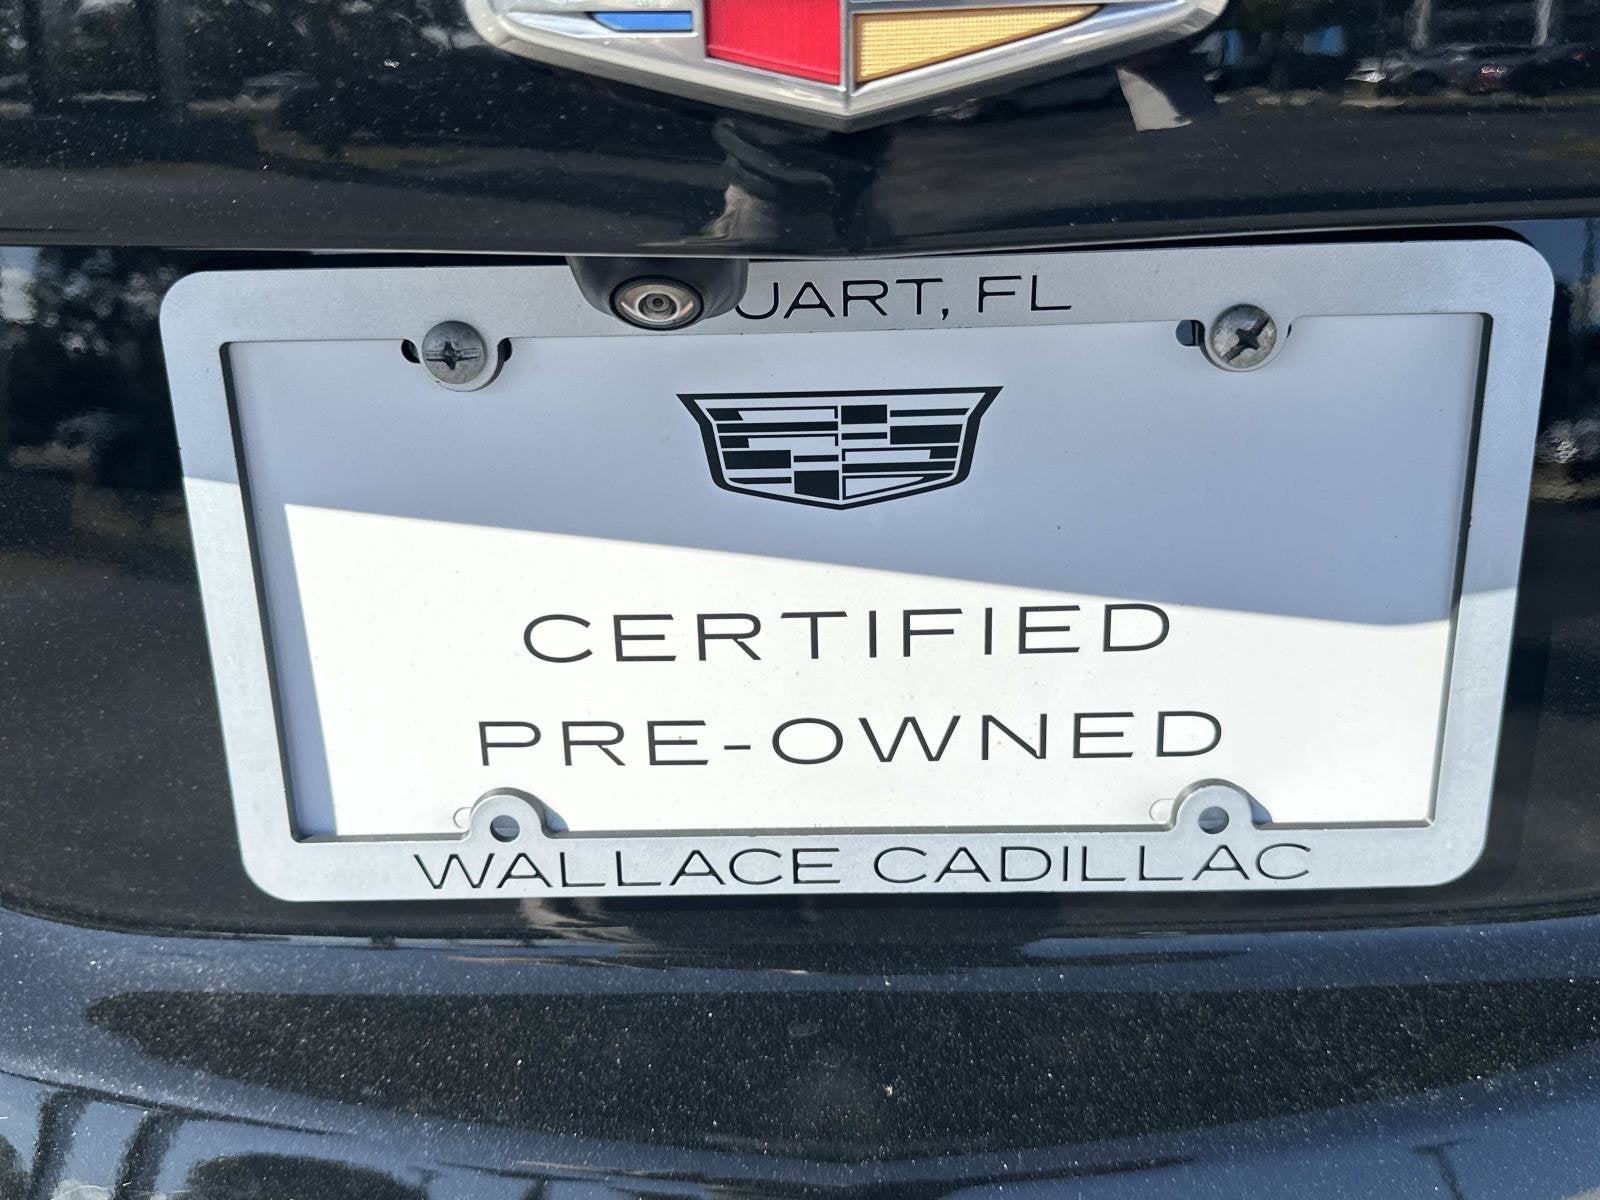 UART, FL
CERTIFIED
PRE-OWNED
WALLACE CADILLAC